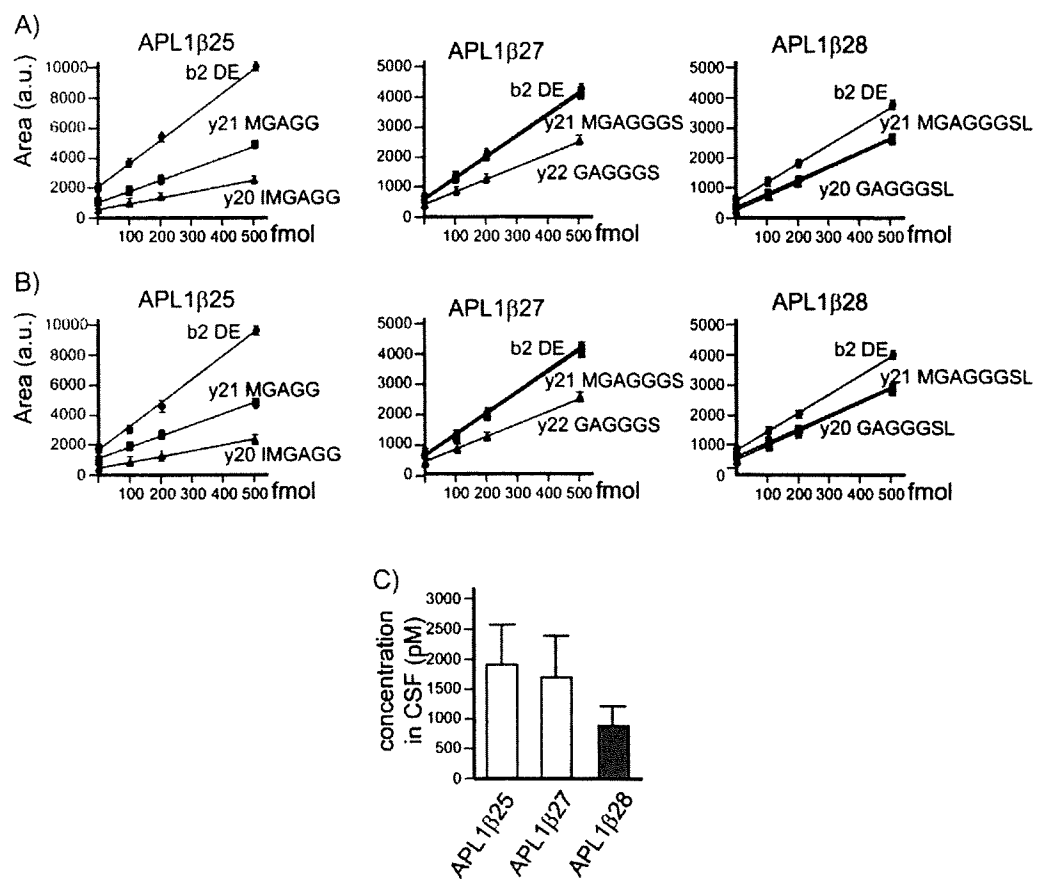 A)
APL1β25
Area (a.u.)
10000
8000
6000
4000
2000
0
b2 DE
y21 MGAGG
y20 IMGAGG
100 200 300 400 500 fmol
APL1β27
5000
4000
3000
2000
1000
0
b2 DE
y21 MGAGGGS
y22 GAGGGS
100 200 300 400 500 fmol
APL1β28
5000
4000
3000
2000
1000
0
b2 DE
y21 MGAGGGSL
y20 GAGGGSL
100 200 300 400 500 fmol
B)
APL1β25
Area (a.u.)
10000
8000
6000
4000
2000
0
b2 DE
y21 MGAGG
y20 IMGAGG
100 200 300 400 500 fmol
APL1β27
5000
4000
3000
2000
1000
0
b2 DE
y21 MGAGGGS
y22 GAGGGS
100 200 300 400 500 fmol
APL1β28
5000
4000
3000
2000
1000
0
b2 DE
y21 MGAGGGSL
y20 GAGGGSL
100 200 300 400 500 fmol
C)
concentration
in CSF (pM)
3000
2500
2000
1500
1000
500
0
APL1β25
APL1β27
APL1β28